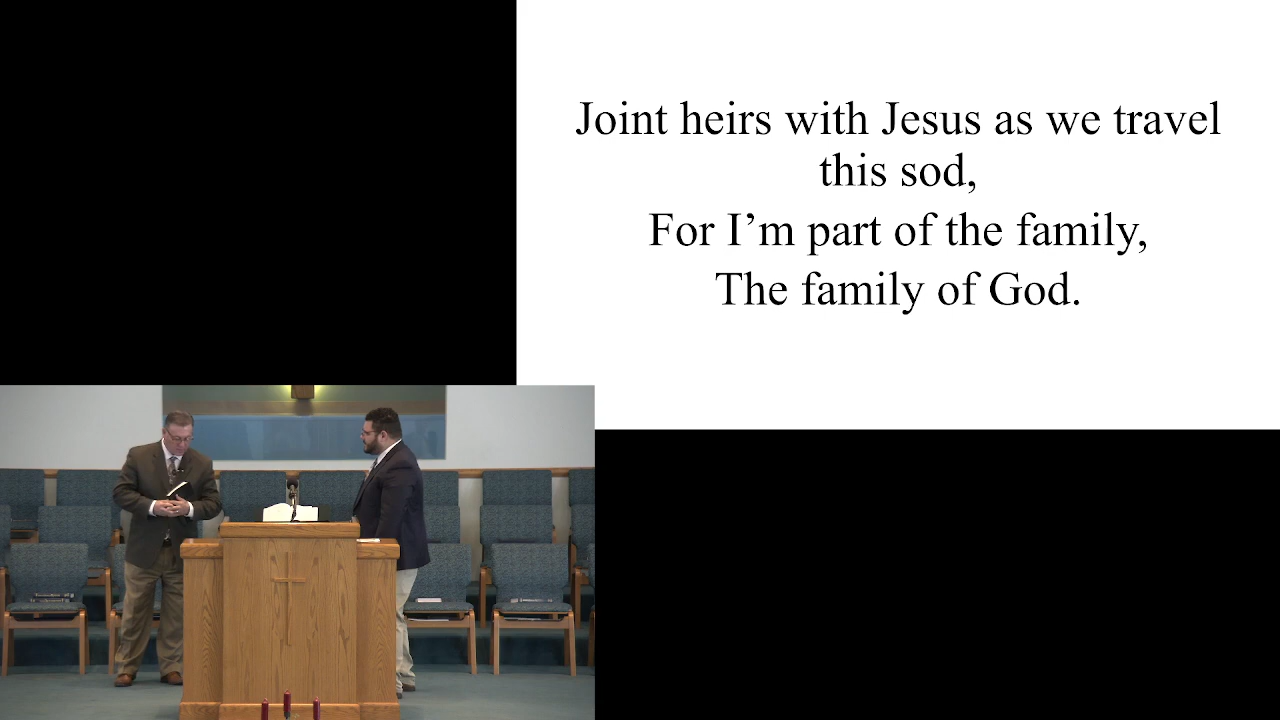 Joint heirs with Jesus as we travel
this sod,
For I’m part of the family,
The family of God.